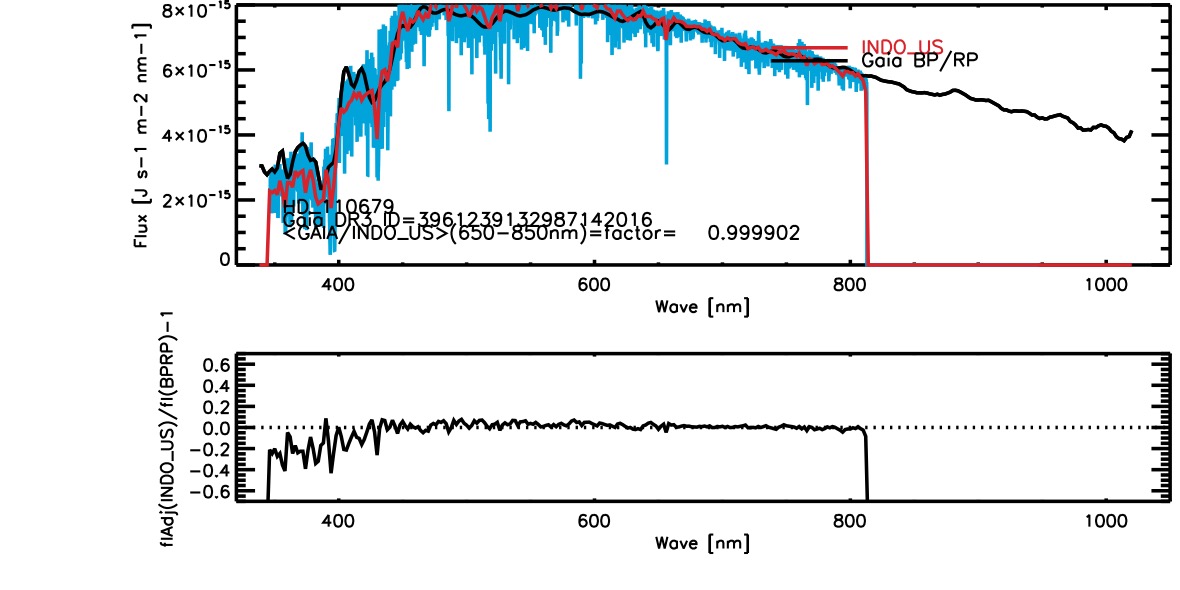 8×10⁻¹⁵
6×10⁻¹⁵
4×10⁻¹⁵
2×10⁻¹⁵
0
Flux [J s−1 m−2 nm−1]
INDO_US
Gaia BP/RP
HD_110679
Gaia DR3 ID=3961239132987142016
<GAIA/INDO_US>(650−850nm)=factor= 0.999902
400 600 800 1000
Wave [nm]
flAdj(INDO_US)/fl(BPRP)−1
0.6
0.4
0.2
0.0
−0.2
−0.4
−0.6
400 600 800 1000
Wave [nm]